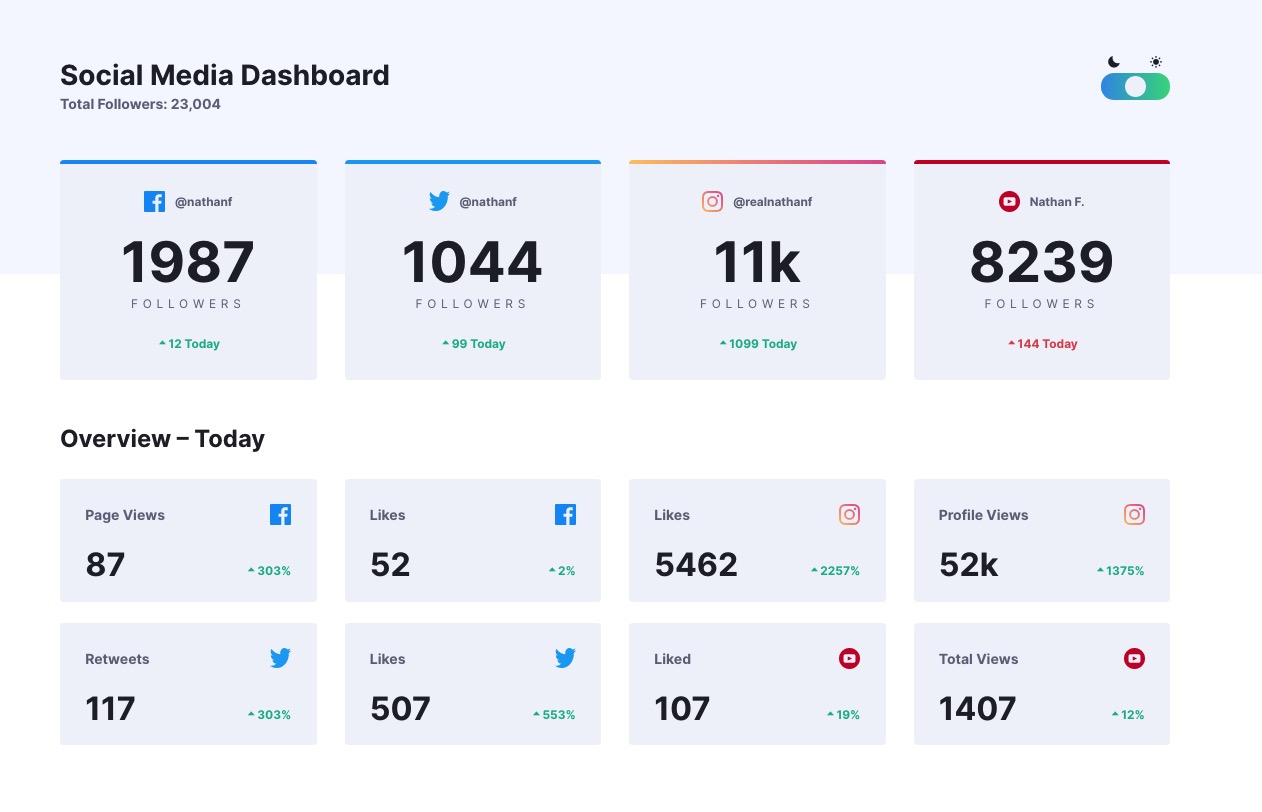 Social Media Dashboard
Total Followers: 23,004
@nathanf
1987
FOLLOWERS
12 Today
@nathanf
1044
FOLLOWERS
99 Today
@realnathanf
11k
FOLLOWERS
1099 Today
Nathan F.
8239
FOLLOWERS
144 Today
Overview – Today
Page Views
87
303%
Likes
52
2%
Likes
5462
2257%
Profile Views
52k
1375%
Retweets
117
303%
Likes
507
553%
Liked
107
19%
Total Views
1407
12%